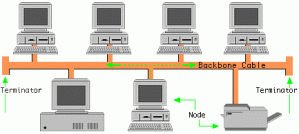 Backbone Cable
Terminator
Terminator
Node